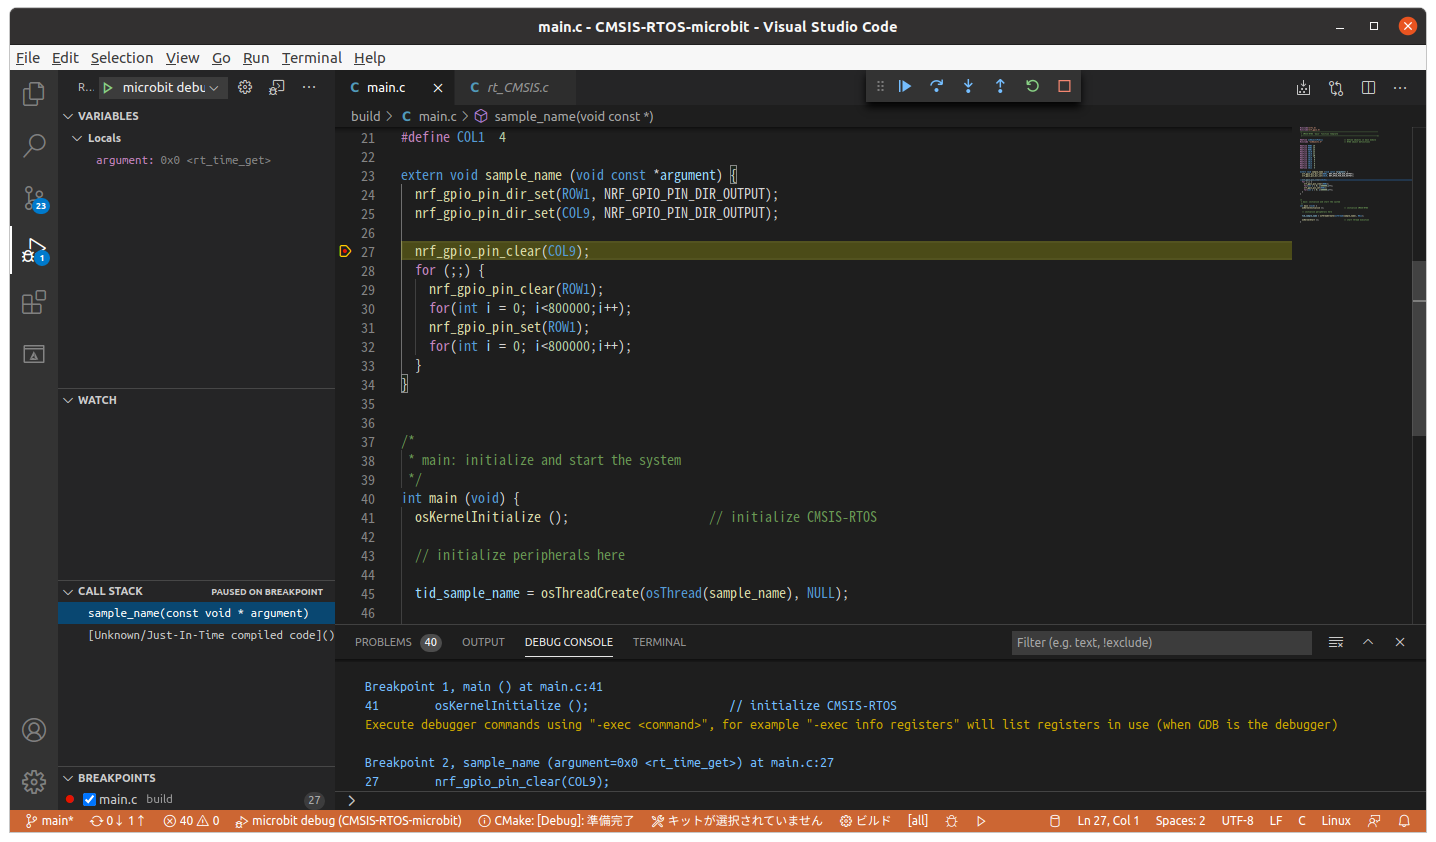 main.c - CMSIS-RTOS-microbit - Visual Studio Code
File Edit Selection View Go Run Terminal Help
R... microbit debu
main.c
rt_CMSIS.c
VARIABLES
Locals
argument: 0x0 <rt_time_get>
WATCH
CALL STACK PAUSED ON BREAKPOINT
sample_name(const void * argument)
[Unknown/Just-In-Time compiled code]()
BREAKPOINTS
main.c build 27
23
1
build > C main.c > sample_name(void const *)
21 #define COL1 4
22
23 extern void sample_name (void const *argument) {
24 nrf_gpio_pin_dir_set(ROW1, NRF_GPIO_PIN_DIR_OUTPUT);
25 nrf_gpio_pin_dir_set(COL9, NRF_GPIO_PIN_DIR_OUTPUT);
26
27 nrf_gpio_pin_clear(COL9);
28 for (;;) {
29 nrf_gpio_pin_clear(ROW1);
30 for(int i = 0; i<800000;i++);
31 nrf_gpio_pin_set(ROW1);
32 for(int i = 0; i<800000;i++);
33 }
34 }
35
36
37 /*
38 * main: initialize and start the system
39 */
40 int main (void) {
41 osKernelInitialize (); // initialize CMSIS-RTOS
42
43 // initialize peripherals here
44
45 tid_sample_name = osThreadCreate(osThread(sample_name), NULL);
46
PROBLEMS 40 OUTPUT DEBUG CONSOLE TERMINAL Filter (e.g. text, !exclude)
Breakpoint 1, main () at main.c:41
41 osKernelInitialize (); // initialize CMSIS-RTOS
Execute debugger commands using "-exec <command>", for example "-exec info registers" will list registers in use (when GDB is the debugger)
Breakpoint 2, sample_name (argument=0x0 <rt_time_get>) at main.c:27
27 nrf_gpio_pin_clear(COL9);
main* 0↓ 1↑ 40 0 microbit debug (CMSIS-RTOS-microbit) CMake: [Debug]: 準備完了 キットが選択されていません ビルド [all] Ln 27, Col 1 Spaces: 2 UTF-8 LF C Linux